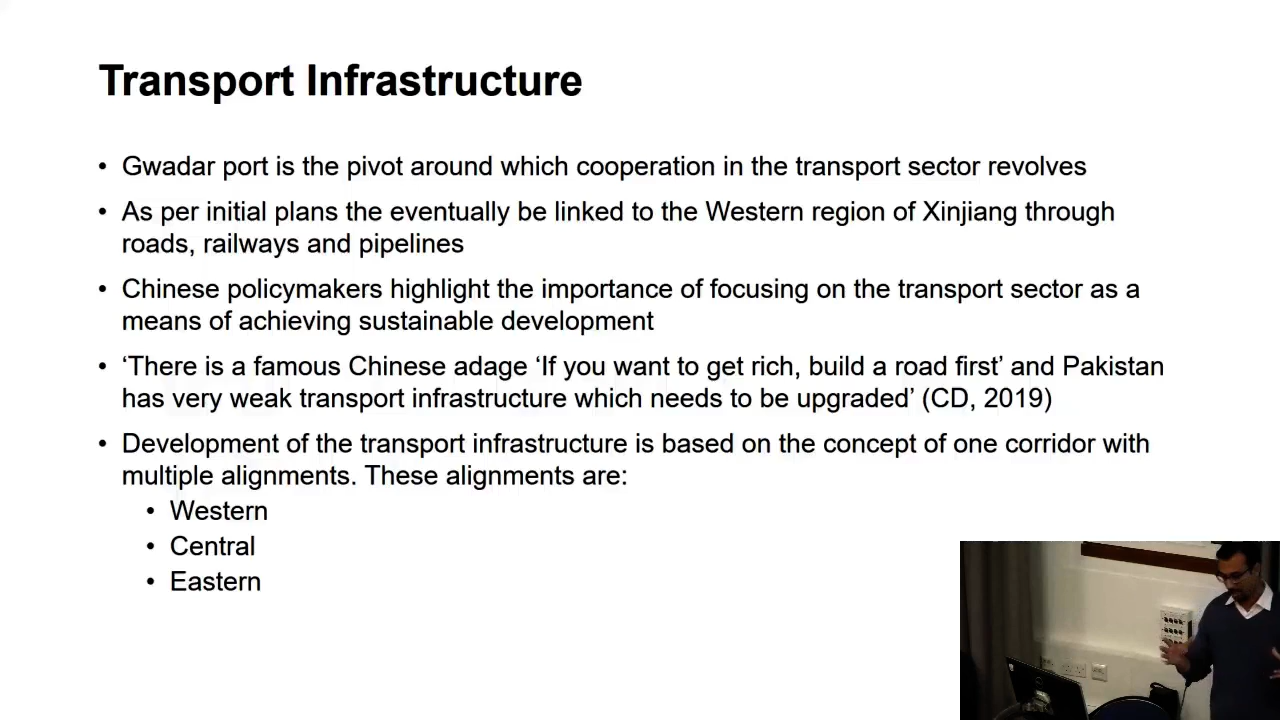 Transport Infrastructure
• Gwadar port is the pivot around which cooperation in the transport sector revolves
• As per initial plans the eventually be linked to the Western region of Xinjiang through
roads, railways and pipelines
• Chinese policymakers highlight the importance of focusing on the transport sector as a
means of achieving sustainable development
• ‘There is a famous Chinese adage ‘If you want to get rich, build a road first’ and Pakistan
has very weak transport infrastructure which needs to be upgraded’ (CD, 2019)
• Development of the transport infrastructure is based on the concept of one corridor with
multiple alignments. These alignments are:
• Western
• Central
• Eastern